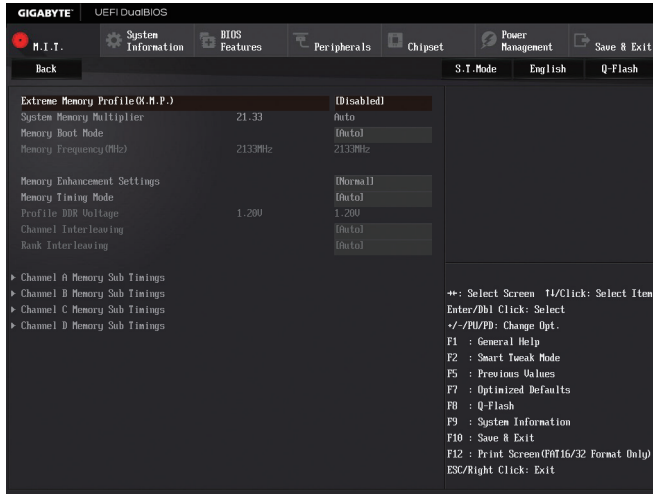 GIGABYTE™ UEFI DualBIOS
M.I.T.
System Information
BIOS Features
Peripherals
Chipset
Power Management
Save & Exit
Back
S.T.Mode English Q-Flash
Extreme Memory Profile(X.M.P.) [Disabled]
System Memory Multiplier 21.33 Auto
Memory Boot Mode [Auto]
Memory Frequency(MHz) 2133MHz 2133MHz
Memory Enhancement Settings [Normal]
Memory Timing Mode [Auto]
Profile DDR Voltage 1.20V 1.20V
Channel Interleaving [Auto]
Rank Interleaving [Auto]
Channel A Memory Sub Timings
Channel B Memory Sub Timings
Channel C Memory Sub Timings
Channel D Memory Sub Timings
→←: Select Screen ↑↓/Click: Select Item
Enter/Dbl Click: Select
+/-/PU/PD: Change Opt.
F1 : General Help
F2 : Smart Tweak Mode
F5 : Previous Values
F7 : Optimized Defaults
F8 : Q-Flash
F9 : System Information
F10 : Save & Exit
F12 : Print Screen(FAT16/32 Format Only)
ESC/Right Click: Exit